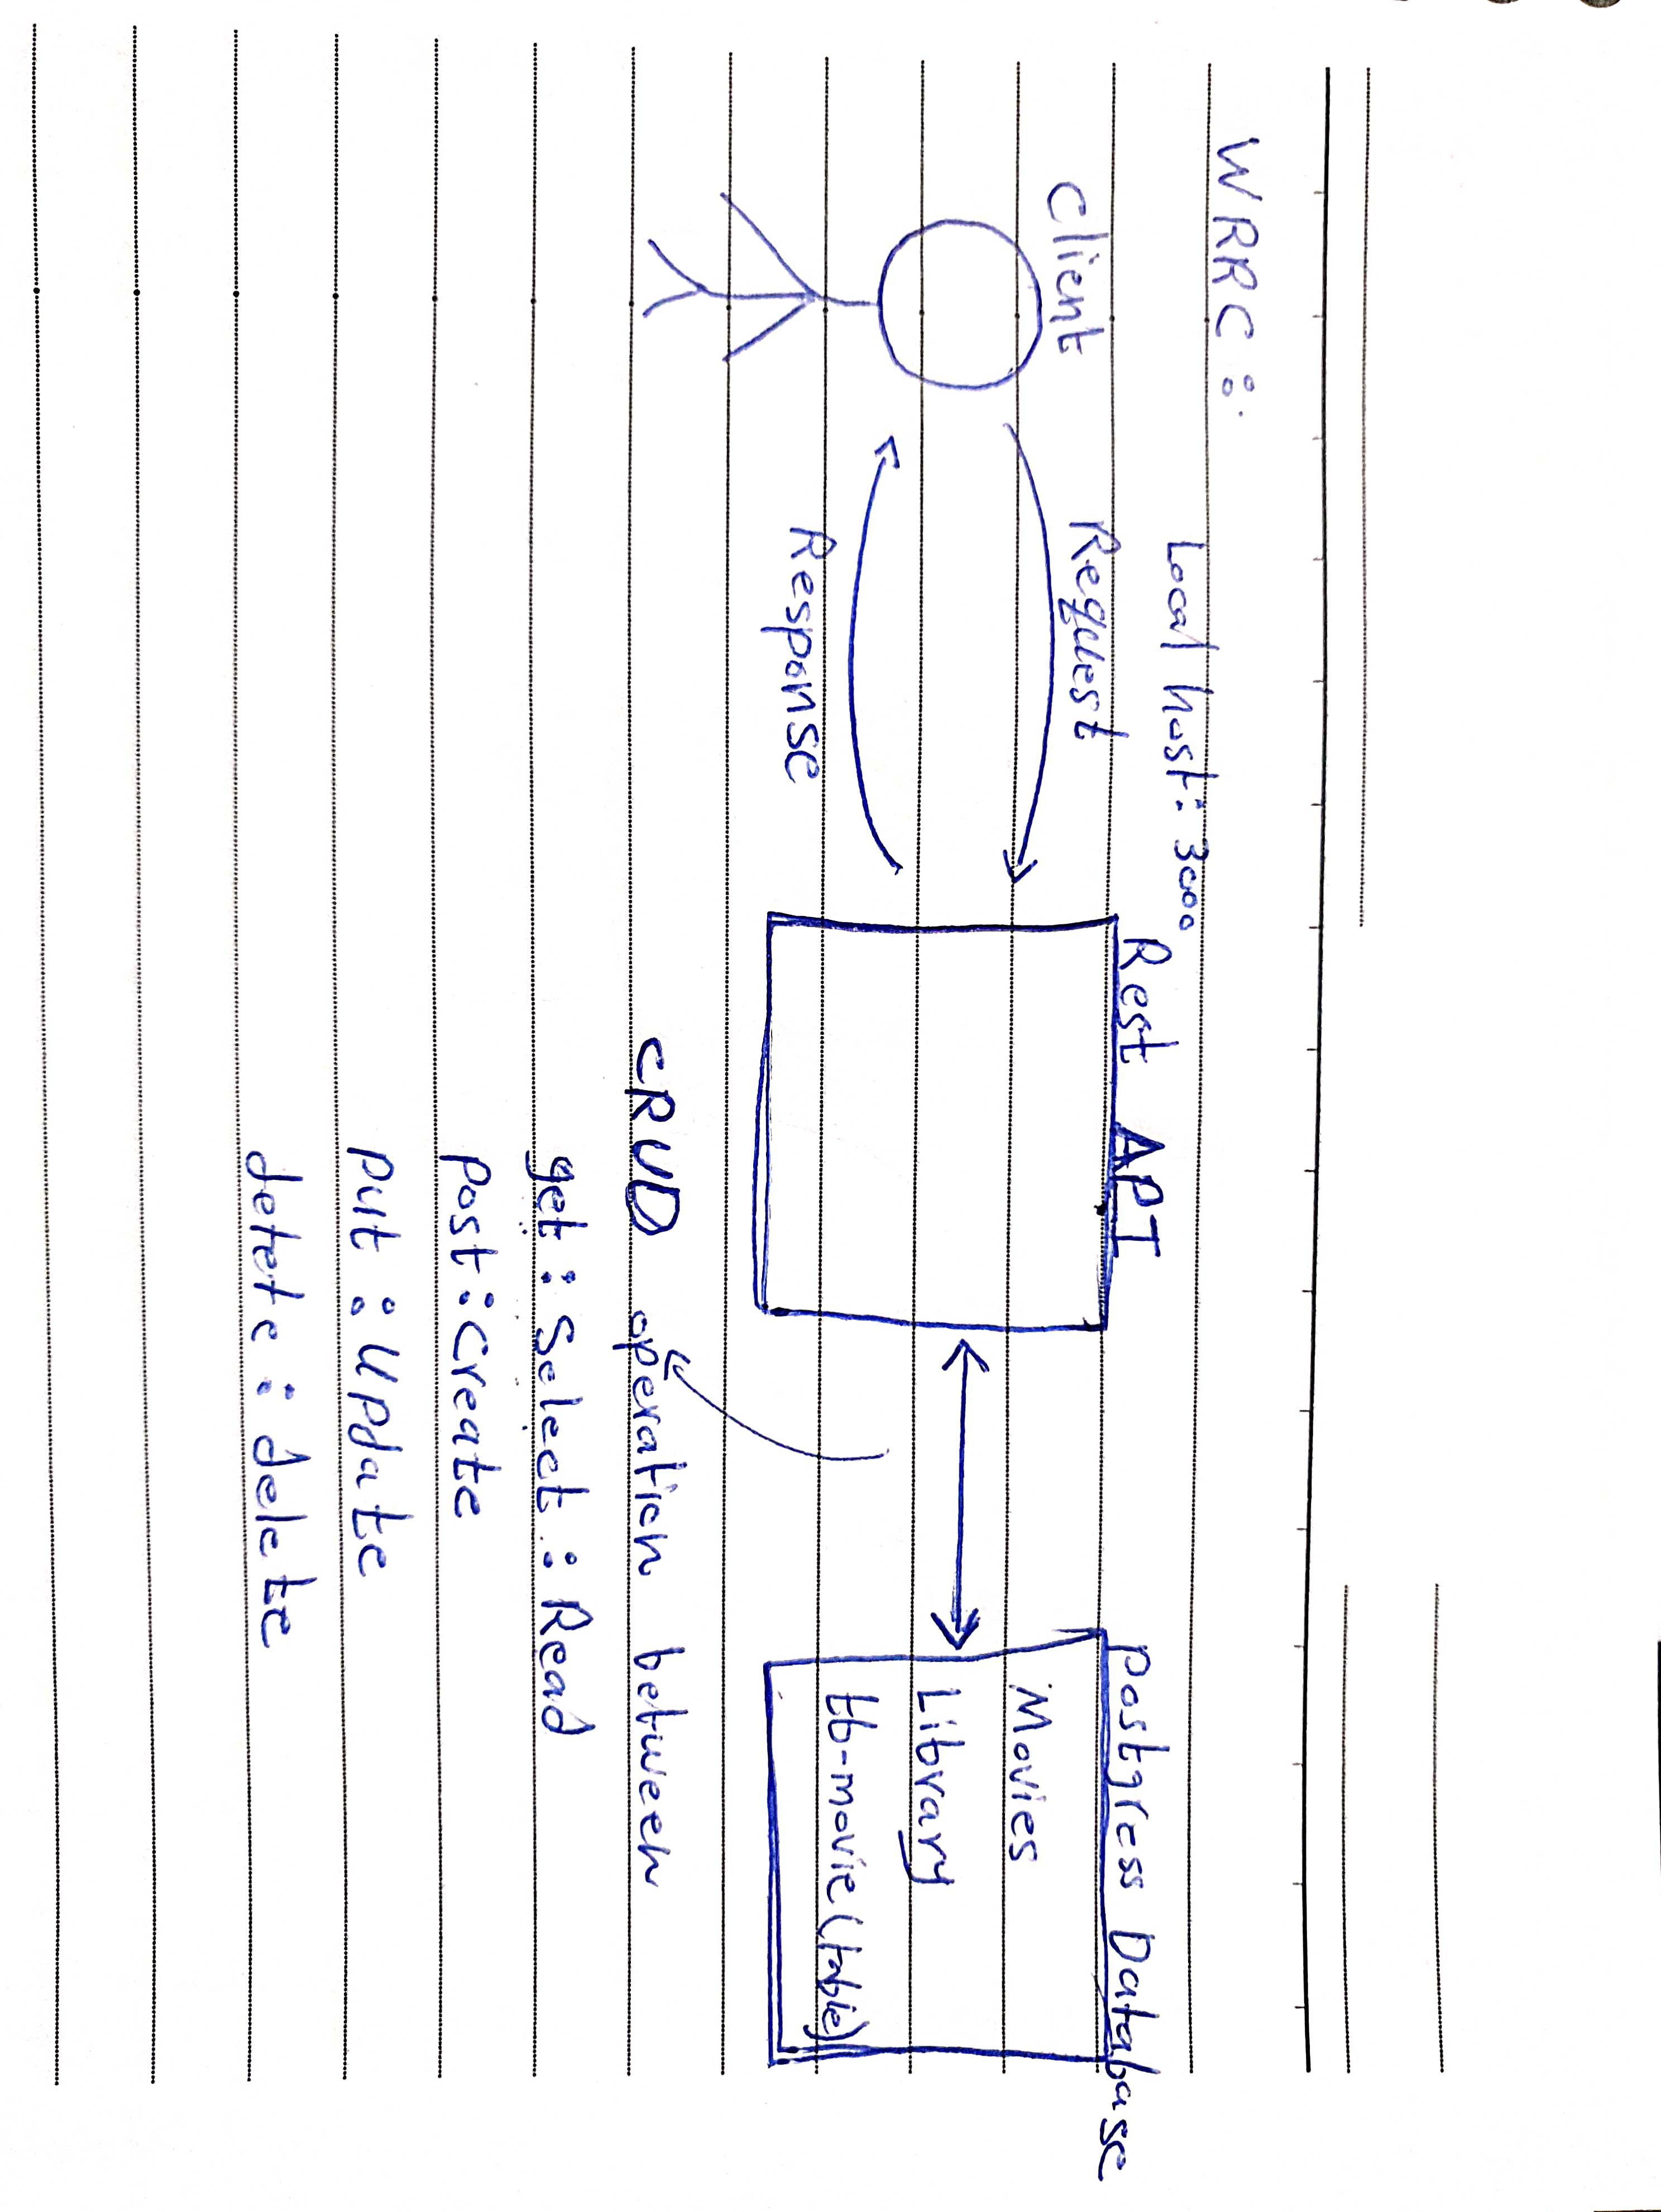 WRRC :
Local host: 3000
Client
Request
Rest API
Postgress Database
Movies
Library
tb-movie (table)
Response
CRUD operation between
get : Select : Read
post : Create
put : Update
delete : delete